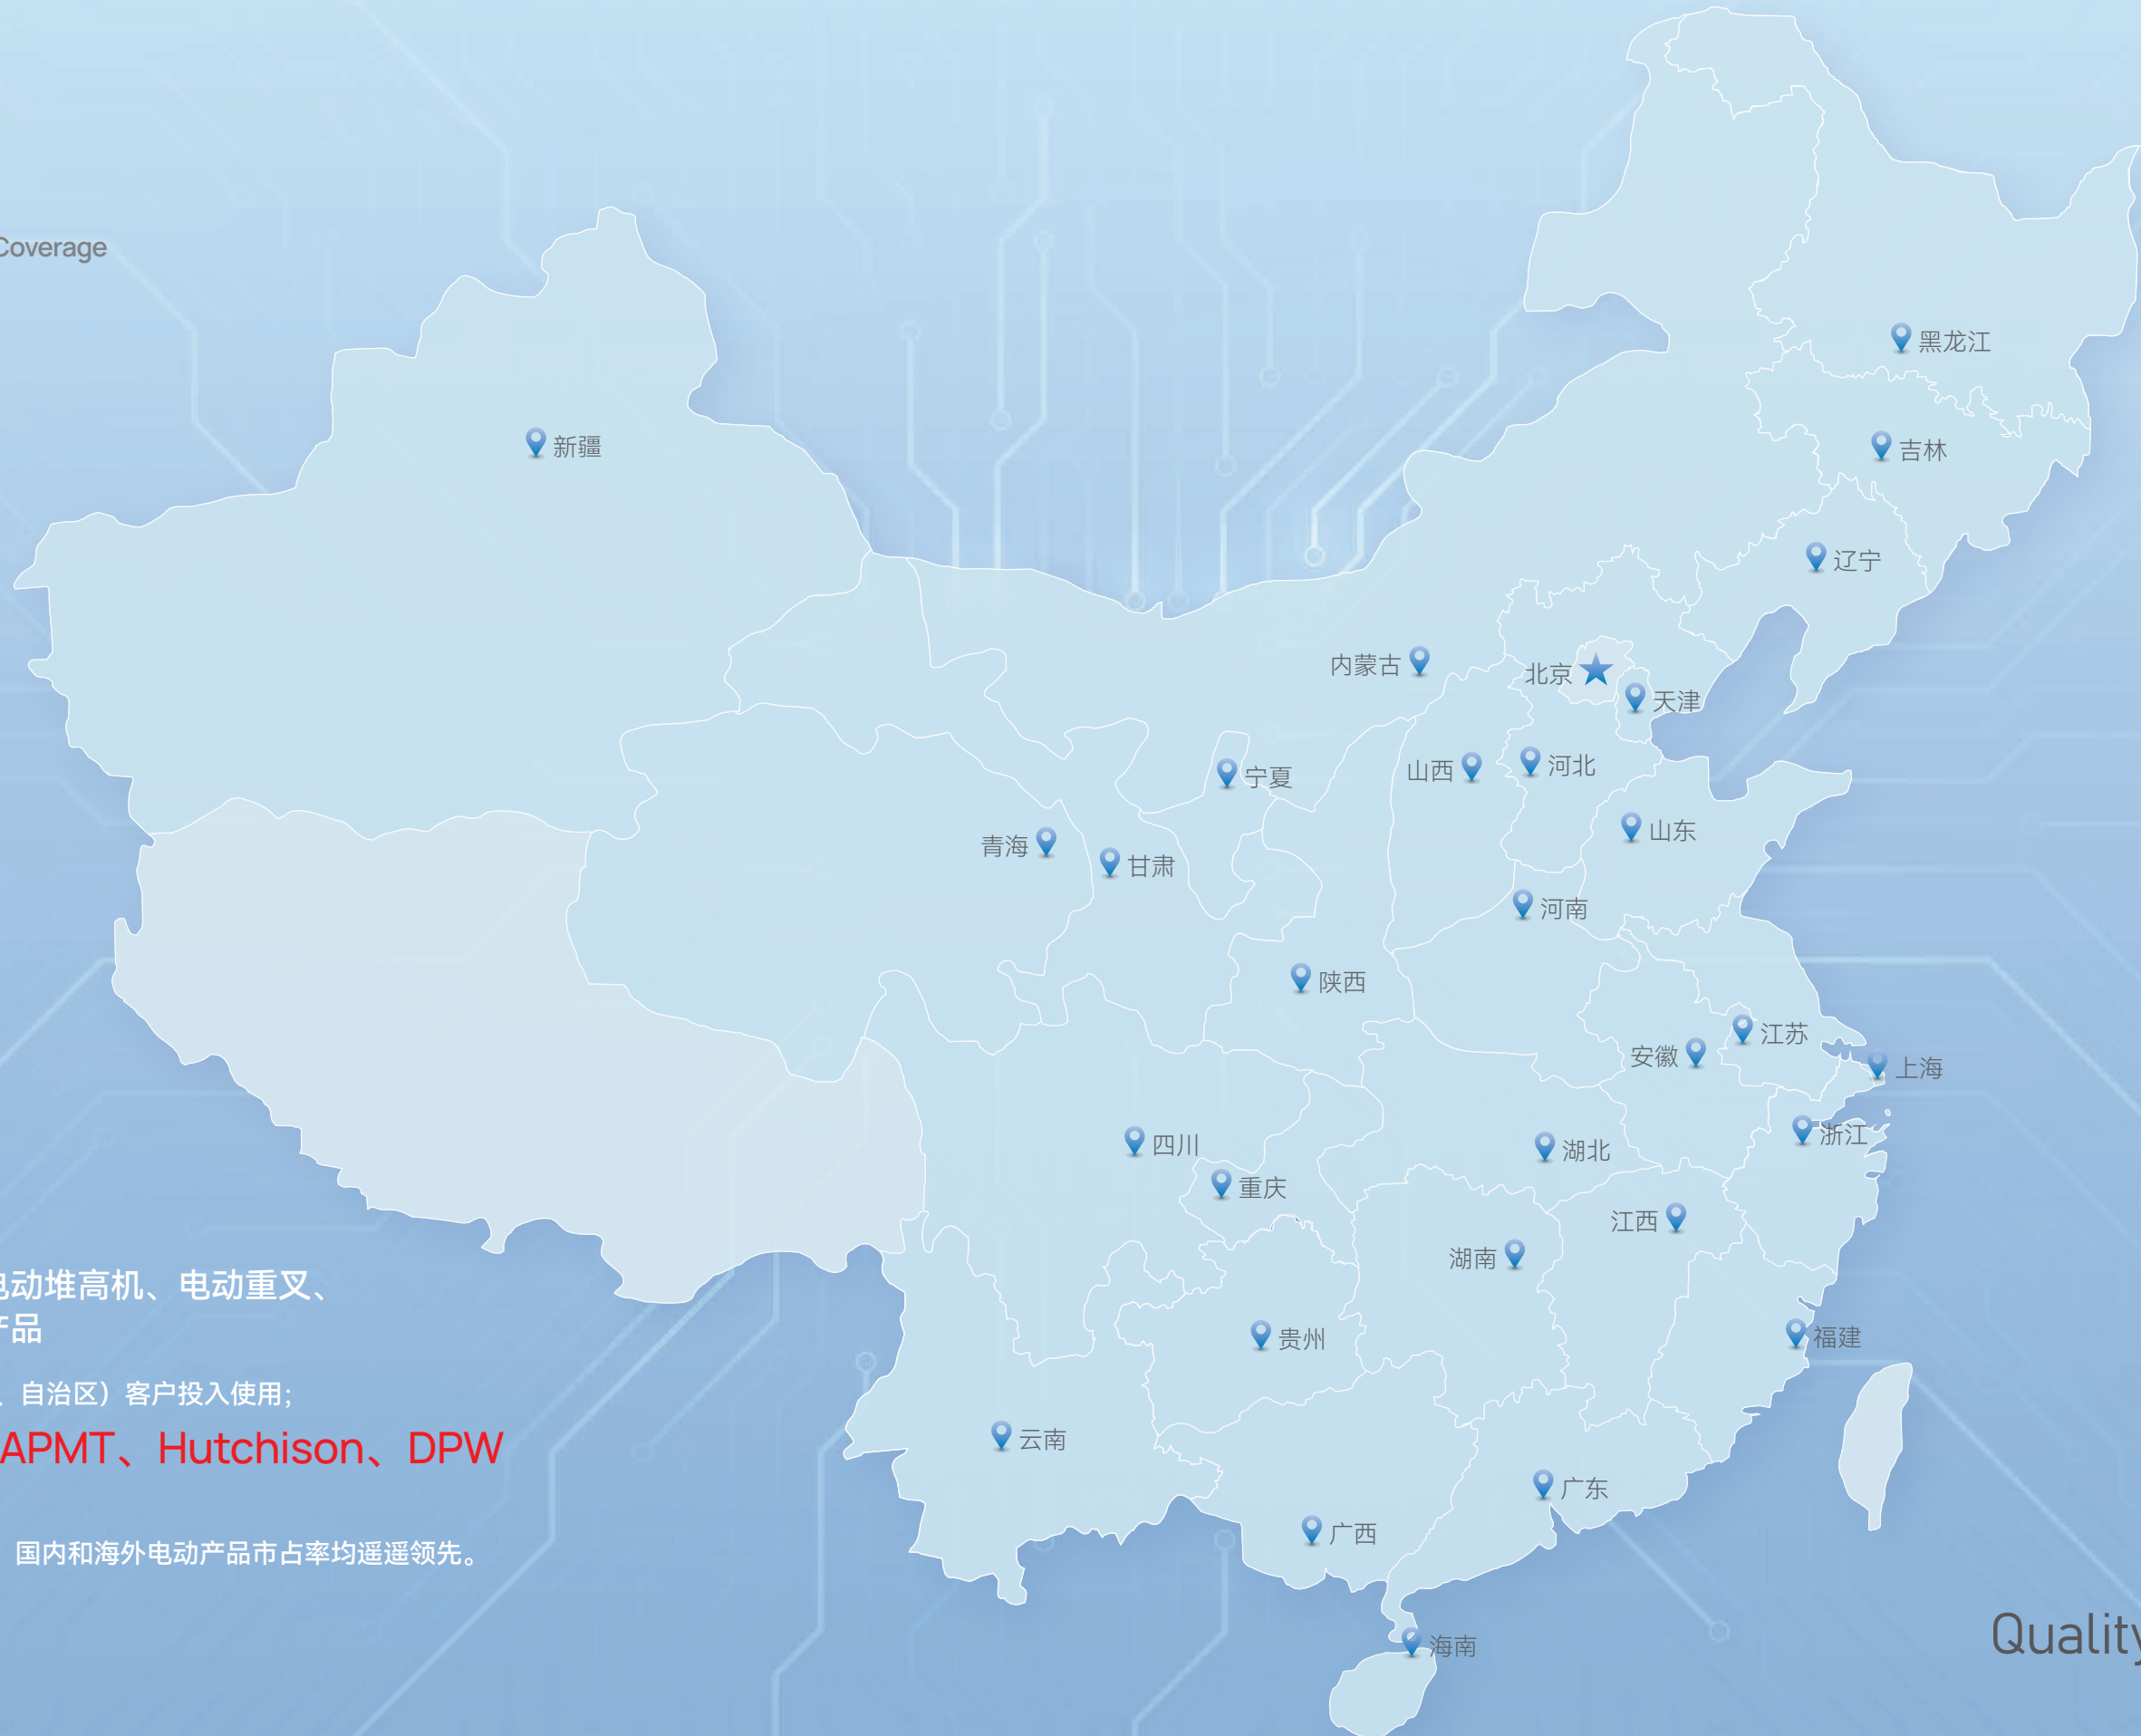 Coverage
黑龙江
新疆
吉林
辽宁
内蒙古
北京
天津
宁夏
山西
河北
山东
青海
甘肃
河南
陕西
江苏
安徽
上海
浙江
四川
湖北
重庆
江西
湖南
电动堆高机、电动重叉、
产品
贵州
福建
、自治区）客户投入使用;
云南
APMT、Hutchison、DPW
广东
广西
国内和海外电动产品市占率均遥遥领先。
海南
Quality